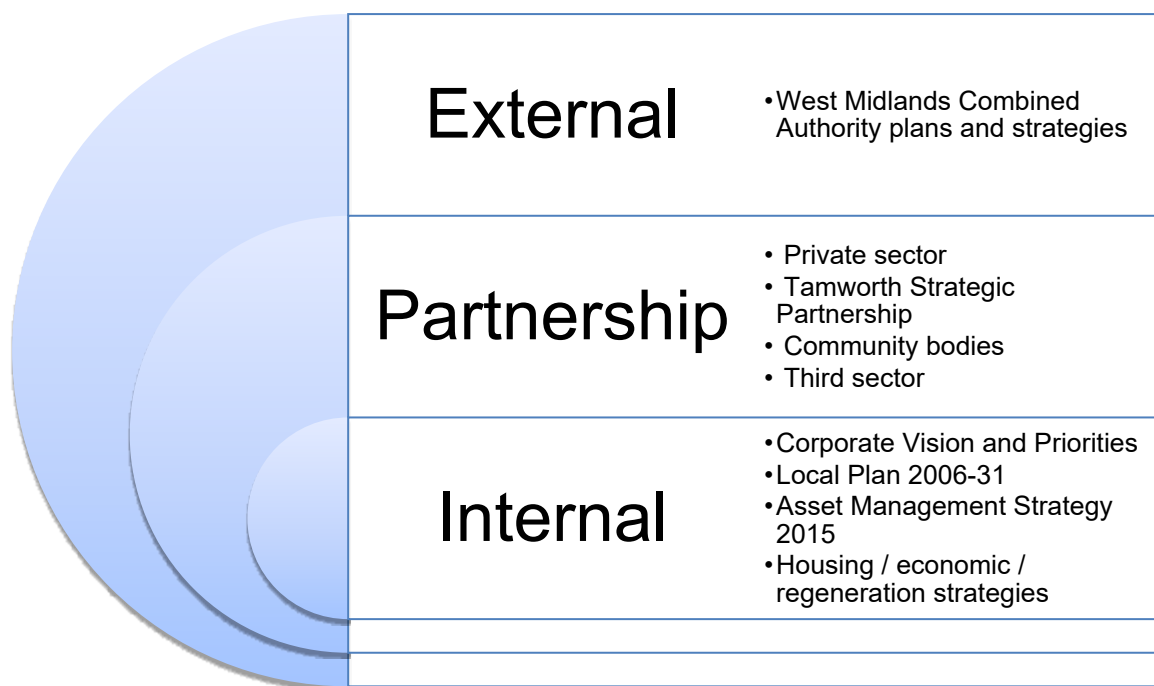 External
•West Midlands Combined
Authority plans and strategies
Partnership
• Private sector
• Tamworth Strategic
Partnership
• Community bodies
• Third sector
Internal
•Corporate Vision and Priorities
•Local Plan 2006-31
•Asset Management Strategy
2015
•Housing / economic /
regeneration strategies